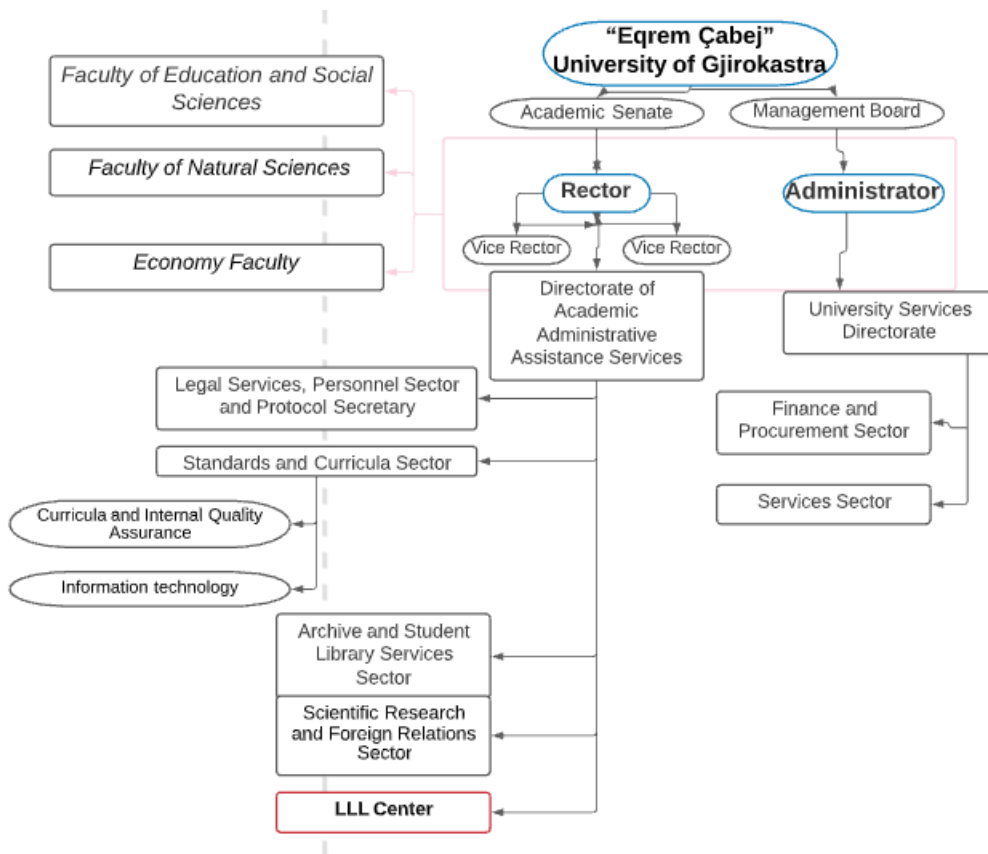 “Eqrem Çabej”
University of Gjirokastra
Academic Senate
Management Board
Faculty of Education and Social
Sciences
Faculty of Natural Sciences
Economy Faculty
Rector
Administrator
Vice Rector
Vice Rector
Directorate of
Academic
Administrative
Assistance Services
University Services
Directorate
Legal Services, Personnel Sector
and Protocol Secretary
Finance and
Procurement Sector
Standards and Curricula Sector
Services Sector
Curricula and Internal Quality
Assurance
Information technology
Archive and Student
Library Services
Sector
Scientific Research
and Foreign Relations
Sector
LLL Center